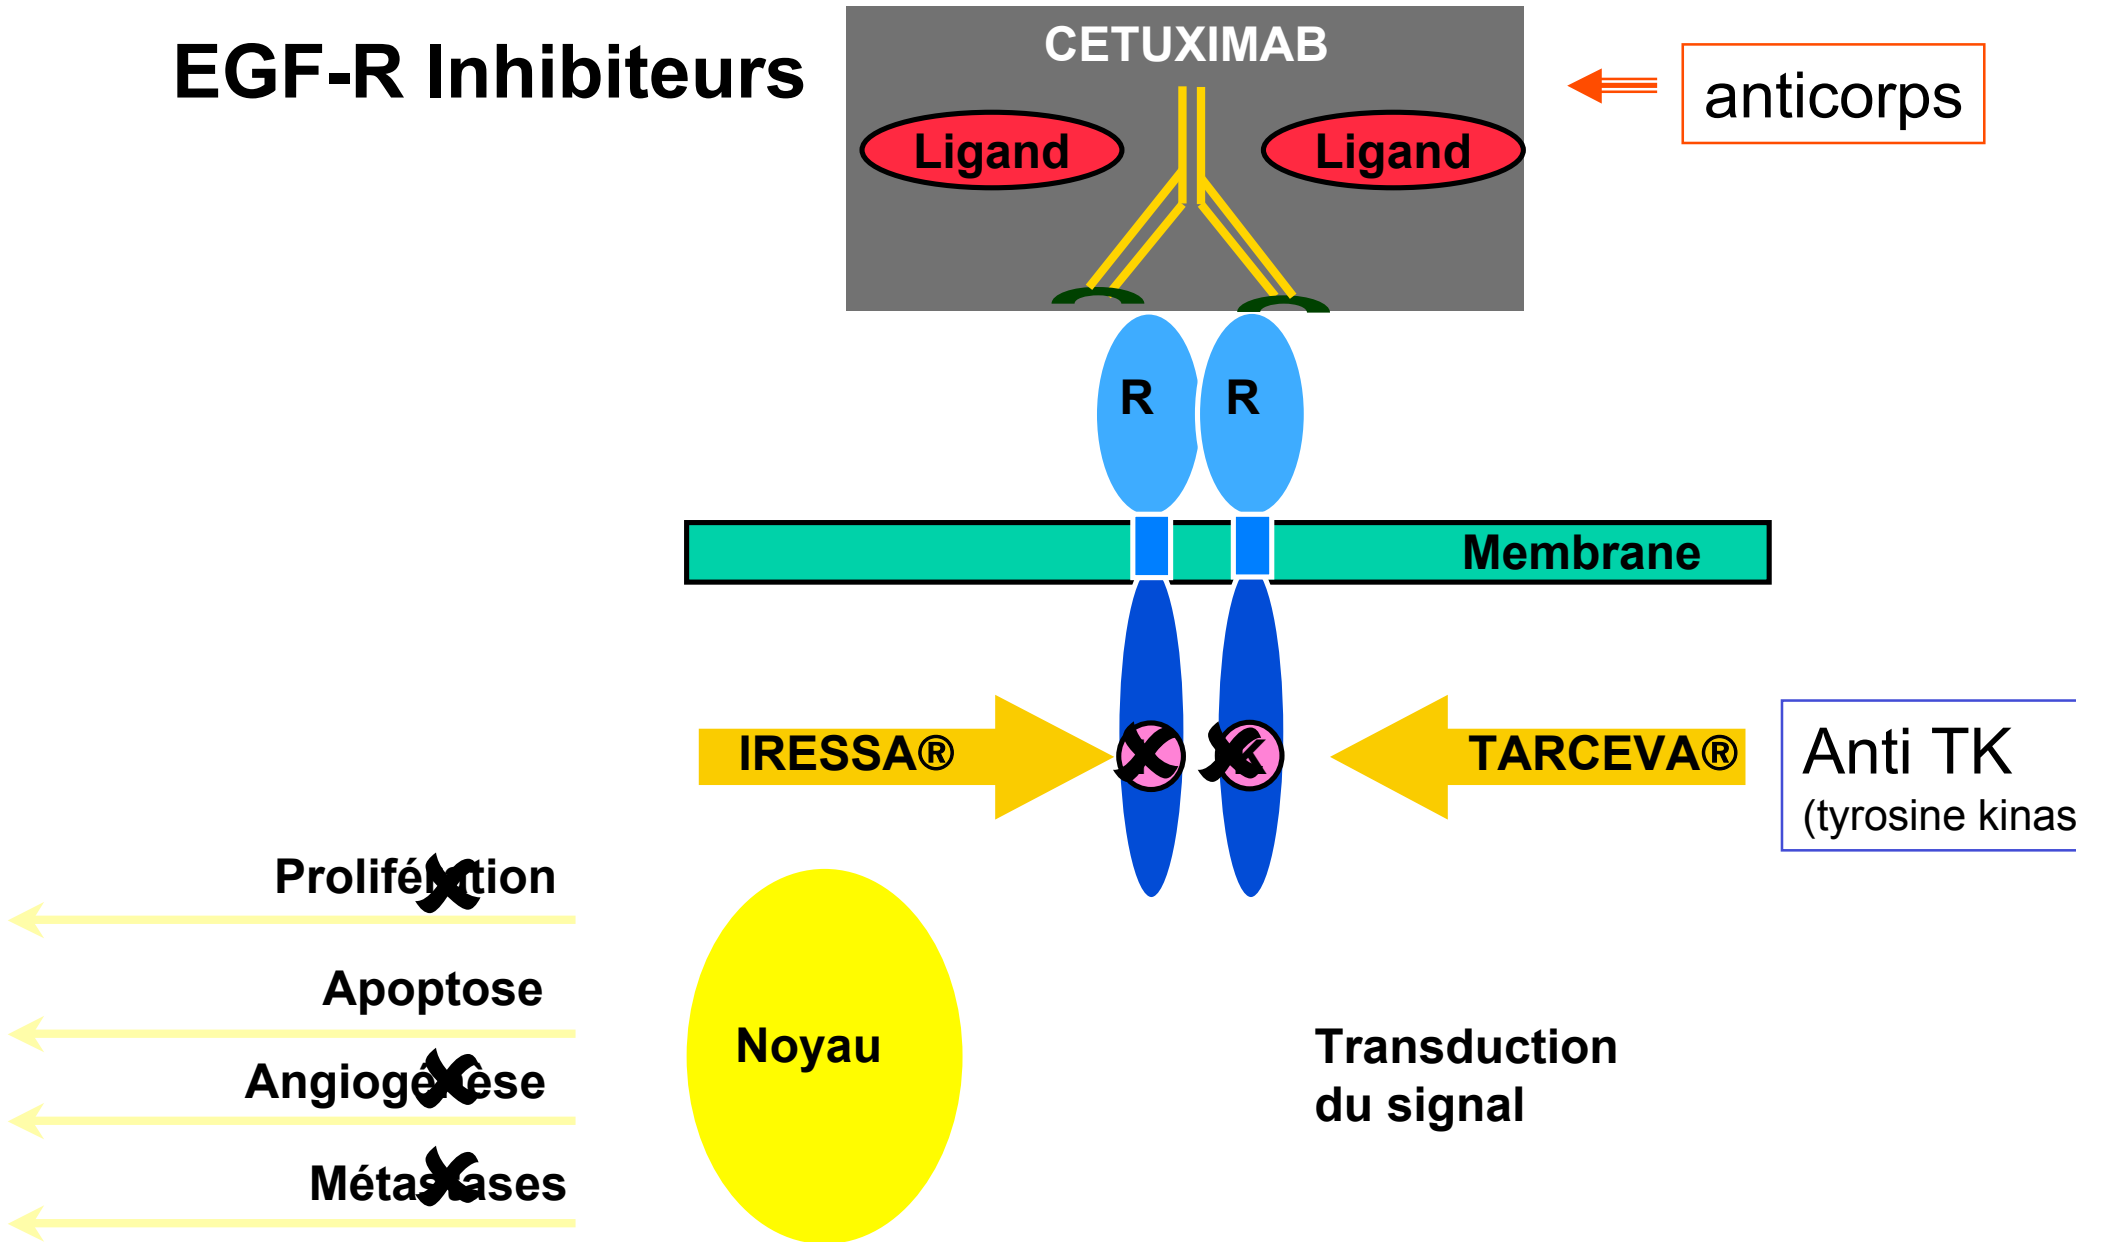 EGF-R Inhibiteurs
CETUXIMAB
anticorps
Ligand
Ligand
R
R
Membrane
IRESSA®
TARCEVA®
Anti TK
(tyrosine kinas
Prolifération
Apoptose
Angiogénèse
Métastases
Noyau
Transduction
du signal